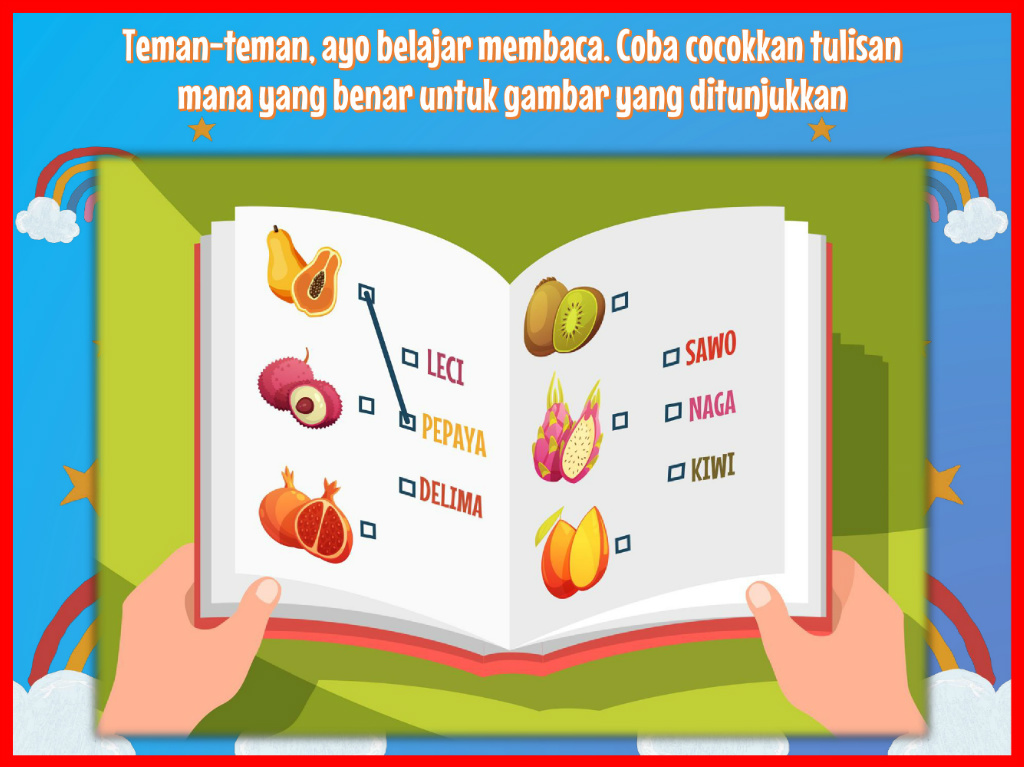 Teman-teman, ayo belajar membaca. Coba cocokkan tulisan
mana yang benar untuk gambar yang ditunjukkan
LECI
PEPAYA
DELIMA
SAWO
NAGA
KIWI